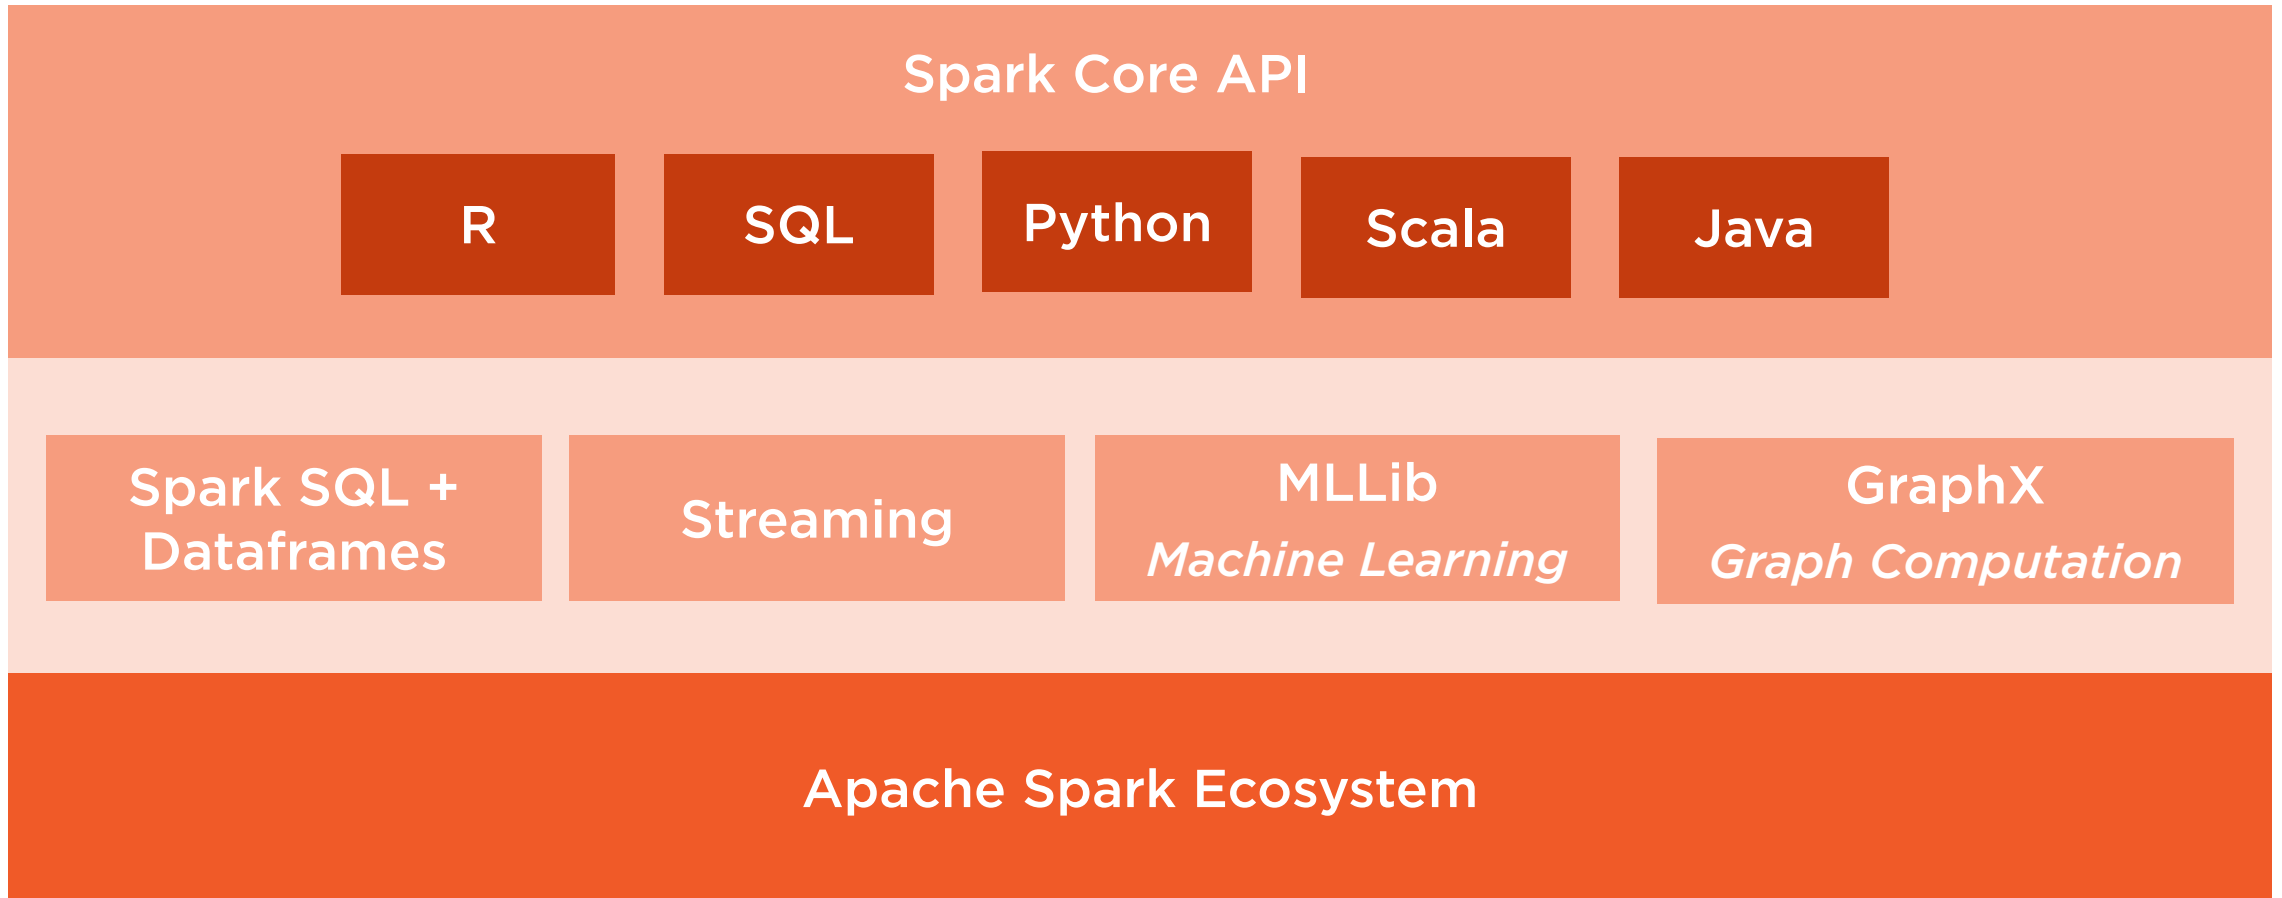 Spark Core API
R
SQL
Python
Scala
Java
Spark SQL +
Dataframes
Streaming
MLLib
Machine Learning
GraphX
Graph Computation
Apache Spark Ecosystem